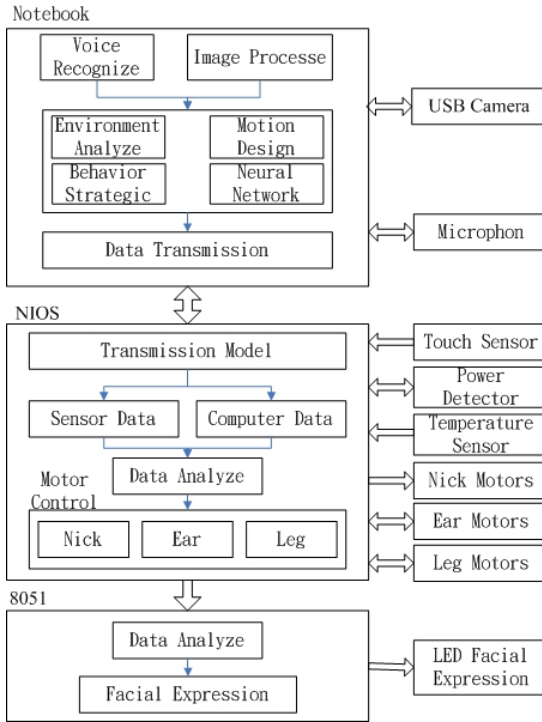 Notebook
Voice
Recognize
Image Processe
Environment
Analyze
Motion
Design
Behavior
Strategic
Neural
Network
Data Transmission
USB Camera
Microphon
NIOS
Transmission Model
Sensor Data
Computer Data
Data Analyze
Motor
Control
Nick
Ear
Leg
Touch Sensor
Power
Detector
Temperature
Sensor
Nick Motors
Ear Motors
Leg Motors
8051
Data Analyze
Facial Expression
LED Facial
Expression